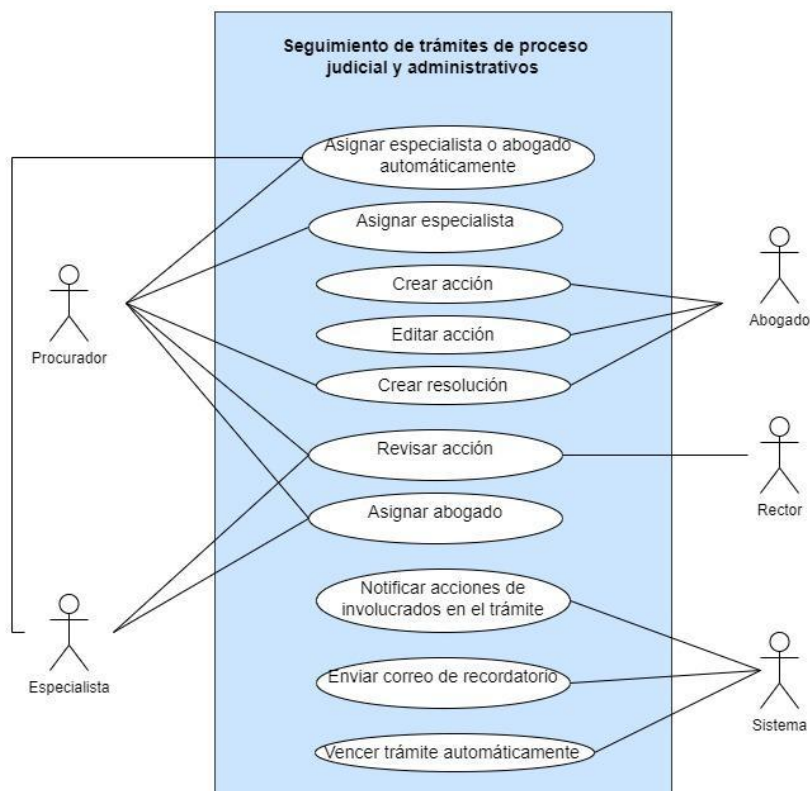 Seguimiento de trámites de proceso
judicial y administrativos
Asignar especialista o abogado
automáticamente
Asignar especialista
Crear acción
Editar acción
Crear resolución
Revisar acción
Asignar abogado
Notificar acciones de
involucrados en el trámite
Enviar correo de recordatorio
Vencer trámite automáticamente
Procurador
Especialista
Abogado
Rector
Sistema